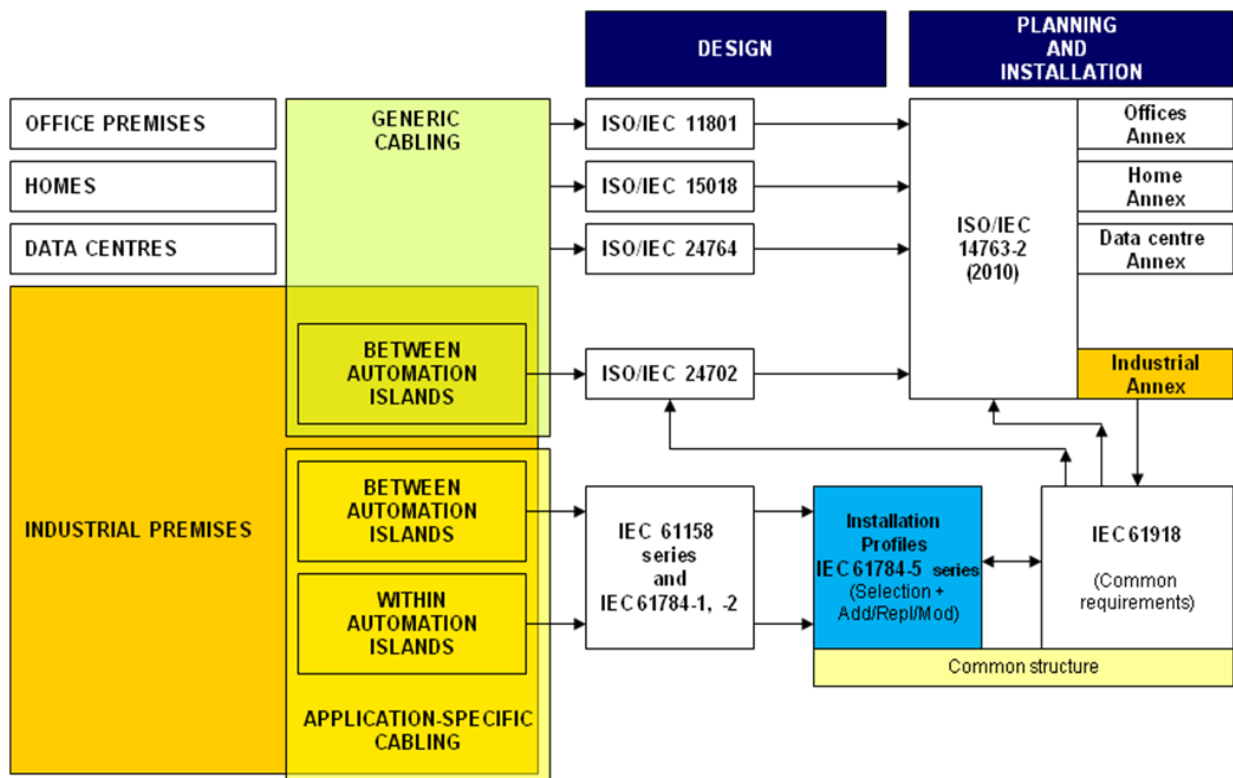 DESIGN
PLANNING
AND
INSTALLATION
OFFICE PREMISES
GENERIC
CABLING
ISO/IEC 11801
Offices
Annex
HOMES
ISO/IEC 15018
Home
Annex
DATA CENTRES
ISO/IEC 24764
ISO/IEC
14763-2
(2010)
Data centre
Annex
BETWEEN
AUTOMATION
ISLANDS
ISO/IEC 24702
Industrial
Annex
INDUSTRIAL PREMISES
BETWEEN
AUTOMATION
ISLANDS
WITHIN
AUTOMATION
ISLANDS
APPLICATION-SPECIFIC
CABLING
IEC 61158
series
and
IEC 61784-1, -2
Installation
Profiles
IEC 61784-5 series
(Selection +
Add/Repl/Mod)
IEC 61918
(Common
requirements)
Common structure